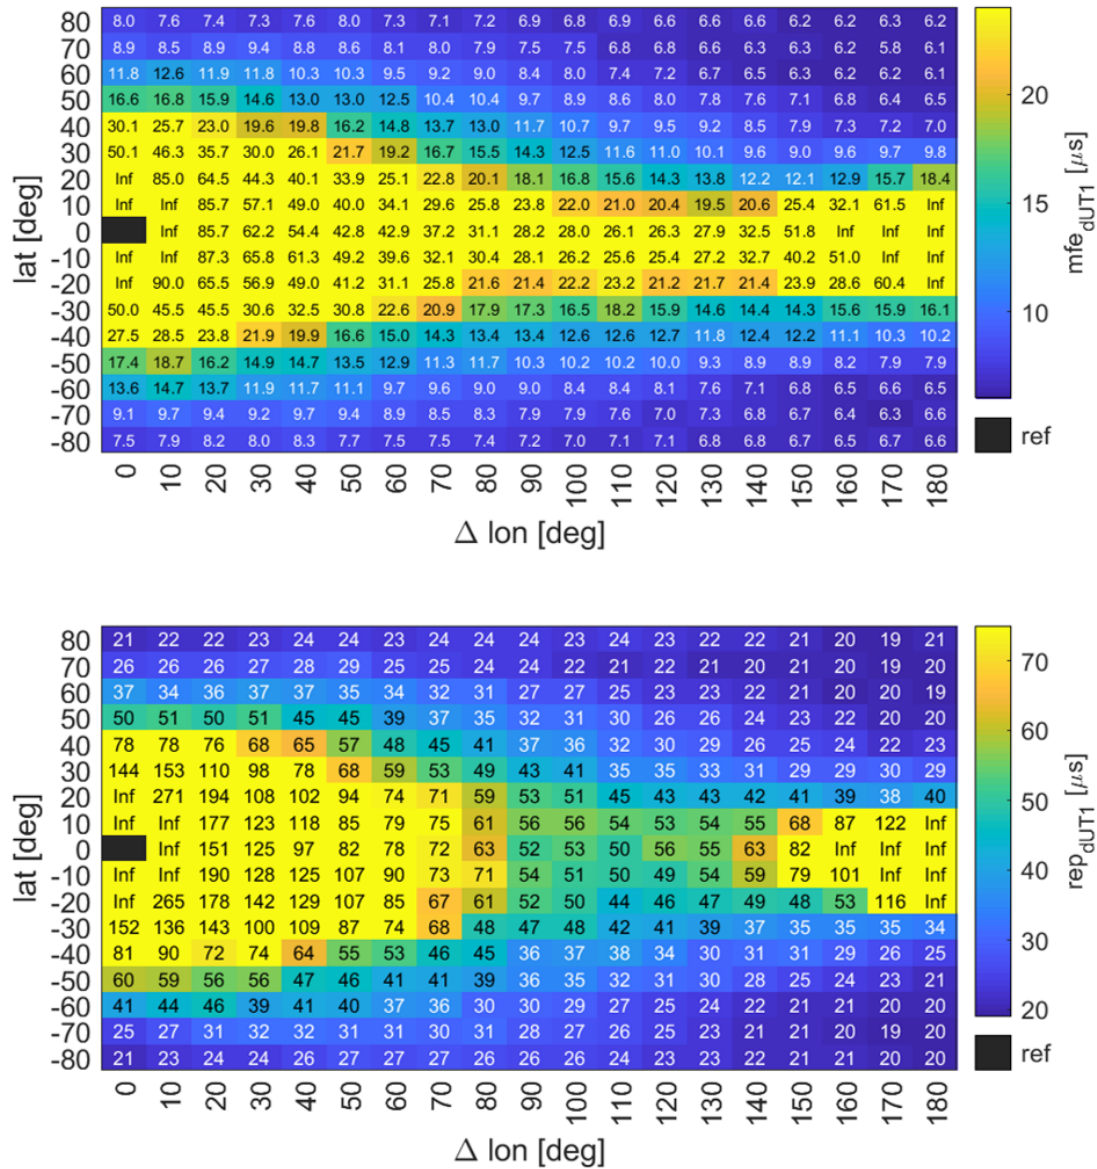 80 8.0 7.6 7.4 7.3 7.6 8.0 7.3 7.1 7.2 6.9 6.8 6.9 6.6 6.6 6.6 6.2 6.2 6.3 6.2
70 8.9 8.5 8.9 9.4 8.8 8.6 8.1 8.0 7.9 7.5 7.5 6.8 6.8 6.6 6.3 6.3 6.2 5.8 6.1
60 11.8 12.6 11.9 11.8 10.3 10.3 9.5 9.2 9.0 8.4 8.0 7.4 7.2 6.7 6.5 6.3 6.2 6.2 6.1
50 16.6 16.8 15.9 14.6 13.0 13.0 12.5 10.4 10.4 9.7 8.9 8.6 8.0 7.8 7.6 7.1 6.8 6.4 6.5
40 30.1 25.7 23.0 19.6 19.8 16.2 14.8 13.7 13.0 11.7 10.7 9.7 9.5 9.2 8.5 7.9 7.3 7.2 7.0
30 50.1 46.3 35.7 30.0 26.1 21.7 19.2 16.7 15.5 14.3 12.5 11.6 11.0 10.1 9.6 9.0 9.6 9.7 9.8
20 Inf 85.0 64.5 44.3 40.1 33.9 25.1 22.8 20.1 18.1 16.8 15.6 14.3 13.8 12.2 12.1 12.9 15.7 18.4
10 Inf Inf 85.7 57.1 49.0 40.0 34.1 29.6 25.8 23.8 22.0 21.0 20.4 19.5 20.6 25.4 32.1 61.5 Inf
0 Inf 85.7 62.2 54.4 42.8 42.9 37.2 31.1 28.2 28.0 26.1 26.3 27.9 32.5 51.8 Inf Inf Inf
-10 Inf Inf 87.3 65.8 61.3 49.2 39.6 32.1 30.4 28.1 26.2 25.6 25.4 27.2 32.7 40.2 51.0 Inf Inf
-20 Inf 90.0 65.5 56.9 49.0 41.2 31.1 25.8 21.6 21.4 22.2 23.2 21.2 21.7 21.4 23.9 28.6 60.4 Inf
-30 50.0 45.5 45.5 30.6 32.5 30.8 22.6 20.9 17.9 17.3 16.5 18.2 15.9 14.6 14.4 14.3 15.6 15.9 16.1
-40 27.5 28.5 23.8 21.9 19.9 16.6 15.0 14.3 13.4 13.4 12.6 12.6 12.7 11.8 12.4 12.2 11.1 10.3 10.2
-50 17.4 18.7 16.2 14.9 14.7 13.5 12.9 11.3 11.7 10.3 10.2 10.2 10.0 9.3 8.9 8.9 8.2 7.9 7.9
-60 13.6 14.7 13.7 11.9 11.7 11.1 9.7 9.6 9.0 9.0 8.4 8.4 8.1 7.6 7.1 6.8 6.5 6.6 6.5
-70 9.1 9.7 9.4 9.2 9.7 9.4 8.9 8.5 8.3 7.9 7.9 7.6 7.0 7.3 6.8 6.7 6.4 6.3 6.6
-80 7.5 7.9 8.2 8.0 8.3 7.7 7.5 7.5 7.4 7.2 7.0 7.1 7.1 6.8 6.8 6.7 6.5 6.7 6.6
0 10 20 30 40 50 60 70 80 90 100 110 120 130 140 150 160 170 180
Δ lon [deg]
lat [deg]
20
15
10
mfe dUT1 [μs]
ref
80 21 22 22 23 24 24 23 24 24 24 23 24 23 22 22 21 20 19 21
70 26 26 26 27 28 29 25 25 24 24 22 21 22 21 20 21 20 19 20
60 37 34 36 37 37 35 34 32 31 27 27 25 23 23 22 21 20 20 19
50 50 51 50 51 45 45 39 37 35 32 31 30 26 26 24 23 22 20 20
40 78 78 76 68 65 57 48 45 41 37 36 32 30 29 26 25 24 22 23
30 144 153 110 98 78 68 59 53 49 43 41 35 35 33 31 29 29 30 29
20 Inf 271 194 108 102 94 74 71 59 53 51 45 43 43 42 41 39 38 40
10 Inf Inf 177 123 118 85 79 75 61 56 56 54 53 54 55 68 87 122 Inf
0 Inf 151 125 97 82 78 72 63 52 53 50 56 55 63 82 Inf Inf Inf
-10 Inf Inf 190 128 125 107 90 73 71 54 51 50 49 54 59 79 101 Inf Inf
-20 Inf 265 178 142 129 107 85 67 61 52 50 44 46 47 49 48 53 116 Inf
-30 152 136 143 100 109 87 74 68 48 47 48 42 41 39 37 35 35 35 34
-40 81 90 72 74 64 55 53 46 45 36 37 38 34 30 31 31 29 26 25
-50 60 59 56 56 47 46 41 41 39 36 35 32 31 30 28 25 24 23 21
-60 41 44 46 39 41 40 37 36 30 30 29 27 25 24 22 21 21 20 20
-70 25 27 31 32 32 31 31 30 31 28 27 26 25 23 21 21 20 19 20
-80 21 23 24 24 26 27 27 27 26 26 26 24 23 23 22 21 21 20 20
0 10 20 30 40 50 60 70 80 90 100 110 120 130 140 150 160 170 180
Δ lon [deg]
lat [deg]
70
60
50
40
30
20
rep dUT1 [μs]
ref